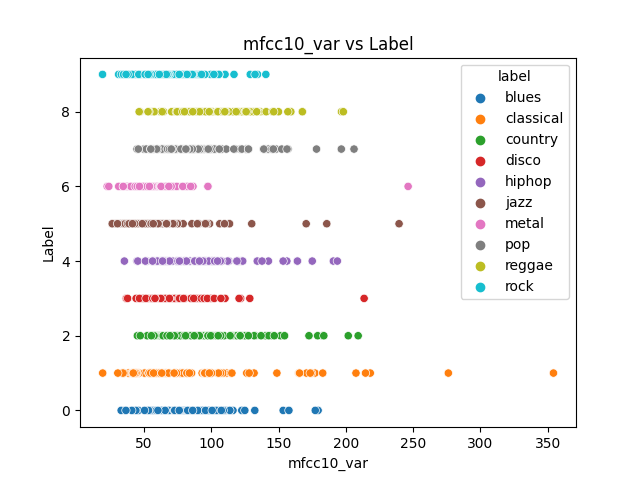 mfcc10_var vs Label
label
blues
classical
country
disco
hiphop
jazz
metal
pop
reggae
rock
Label
8
6
4
2
0
50 100 150 200 250 300 350
mfcc10_var